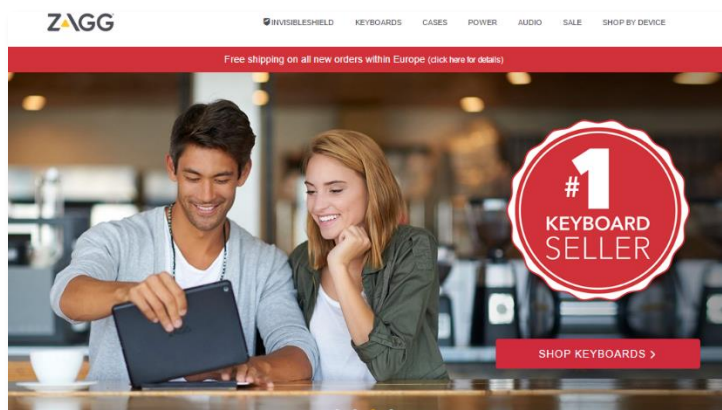 ZAGG
INVISIBLESHIELD KEYBOARDS CASES POWER AUDIO SALE SHOP BY DEVICE
Free shipping on all new orders within Europe (click here for details)
#1
KEYBOARD
SELLER
SHOP KEYBOARDS >